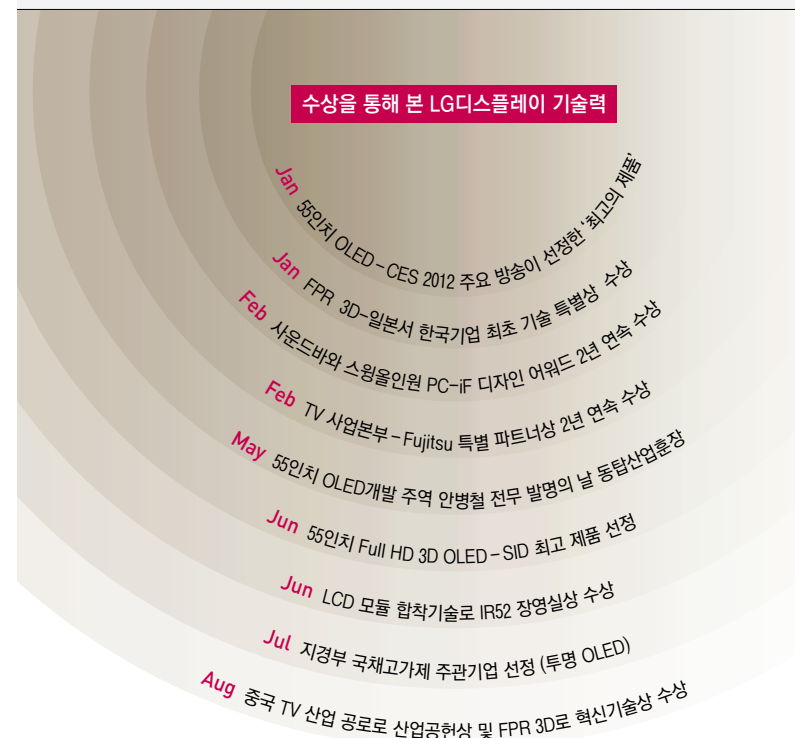 수상을 통해 본 LG디스플레이 기술력
Jan 55인치 OLED-CES 2012 주요 방송이 선정한 '최고의 제품'
Jan FPR 3D-일본서 한국기업 최초 기술 특별상 수상
Feb 사운드바와 스윙올인원 PC-iF 디자인 어워드 2년 연속 수상
Feb TV 사업본부-Fujitsu 특별 파트너상 2년 연속 수상
May 55인치 OLED개발 주역 안병철 전무 발명의 날 동탑산업훈장
Jun 55인치 Full HD 3D OLED-SID 최고 제품 선정
Jun LCD 모듈 합착기술로 IR52 장영실상 수상
Jul 지경부 국채고가제 주관기업 선정 (투명 OLED)
Aug 중국 TV 산업 공로로 산업공헌상 및 FPR 3D로 혁신기술상 수상